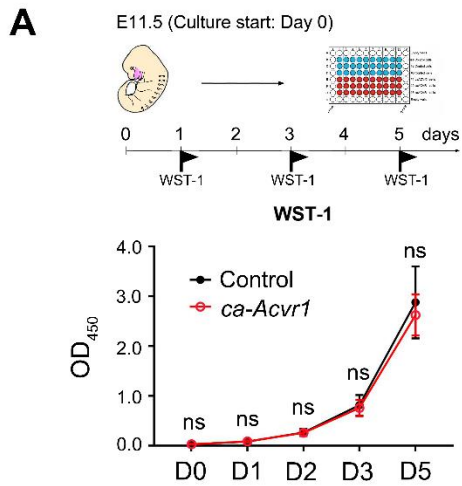 A
E11.5 (Culture start: Day 0)
0 1 2 3 4 5 days
WST-1 WST-1 WST-1
WST-1
4.0
ns
Control
ca-Acvr1
3.0
OD450
2.0
ns
1.0
ns ns ns
0.0
D0 D1 D2 D3 D5